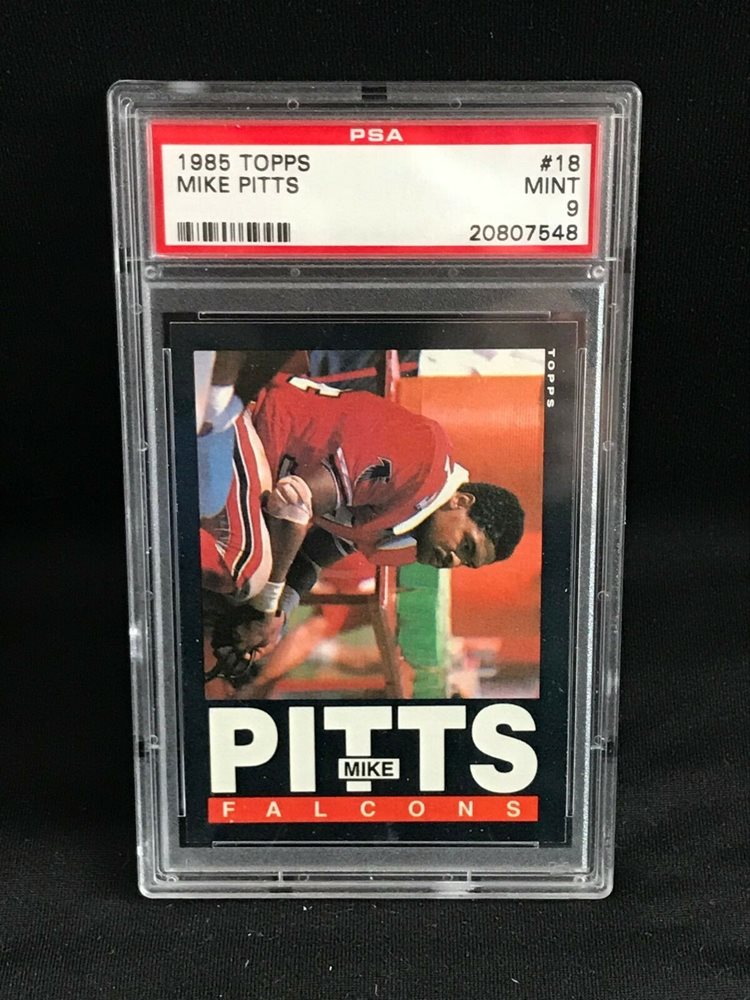 PSA
1985 TOPPS #18
MIKE PITTS MINT
9
20807548
TOPPS
PITTS
MIKE
FALCONS